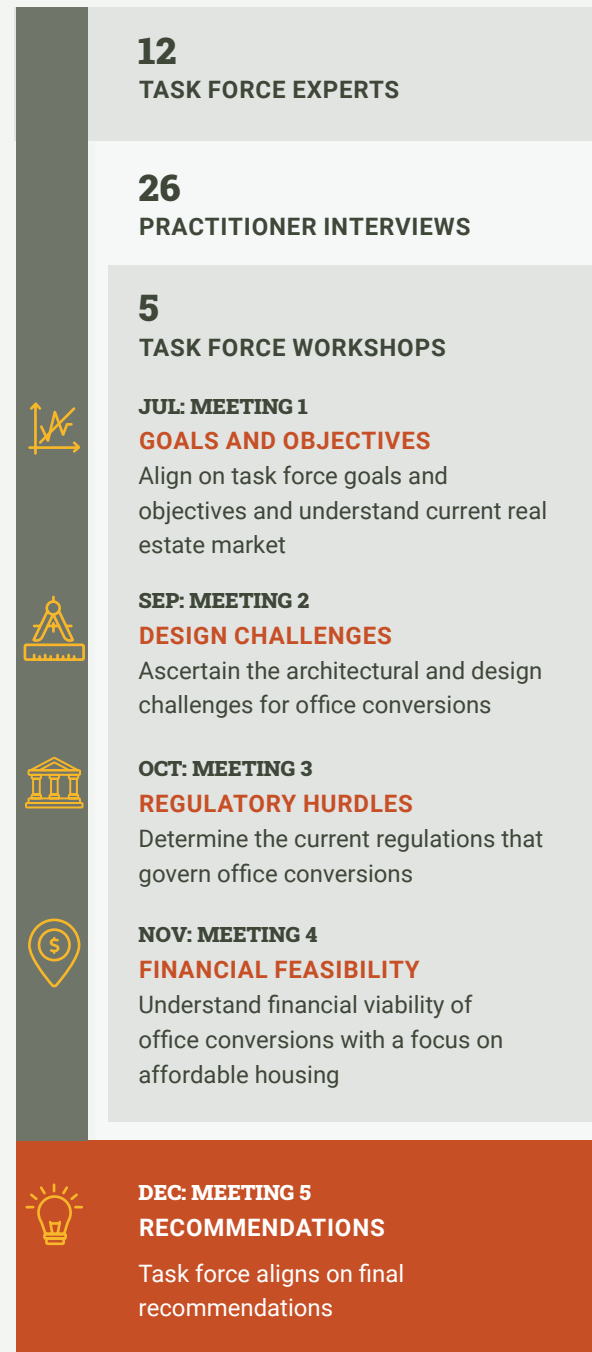 12
TASK FORCE EXPERTS
26
PRACTITIONER INTERVIEWS
5
TASK FORCE WORKSHOPS
JUL: MEETING 1
GOALS AND OBJECTIVES
Align on task force goals and
objectives and understand current real
estate market
SEP: MEETING 2
DESIGN CHALLENGES
Ascertain the architectural and design
challenges for office conversions
OCT: MEETING 3
REGULATORY HURDLES
Determine the current regulations that
govern office conversions
$
NOV: MEETING 4
FINANCIAL FEASIBILITY
Understand financial viability of
office conversions with a focus on
affordable housing
DEC: MEETING 5
RECOMMENDATIONS
Task force aligns on final
recommendations